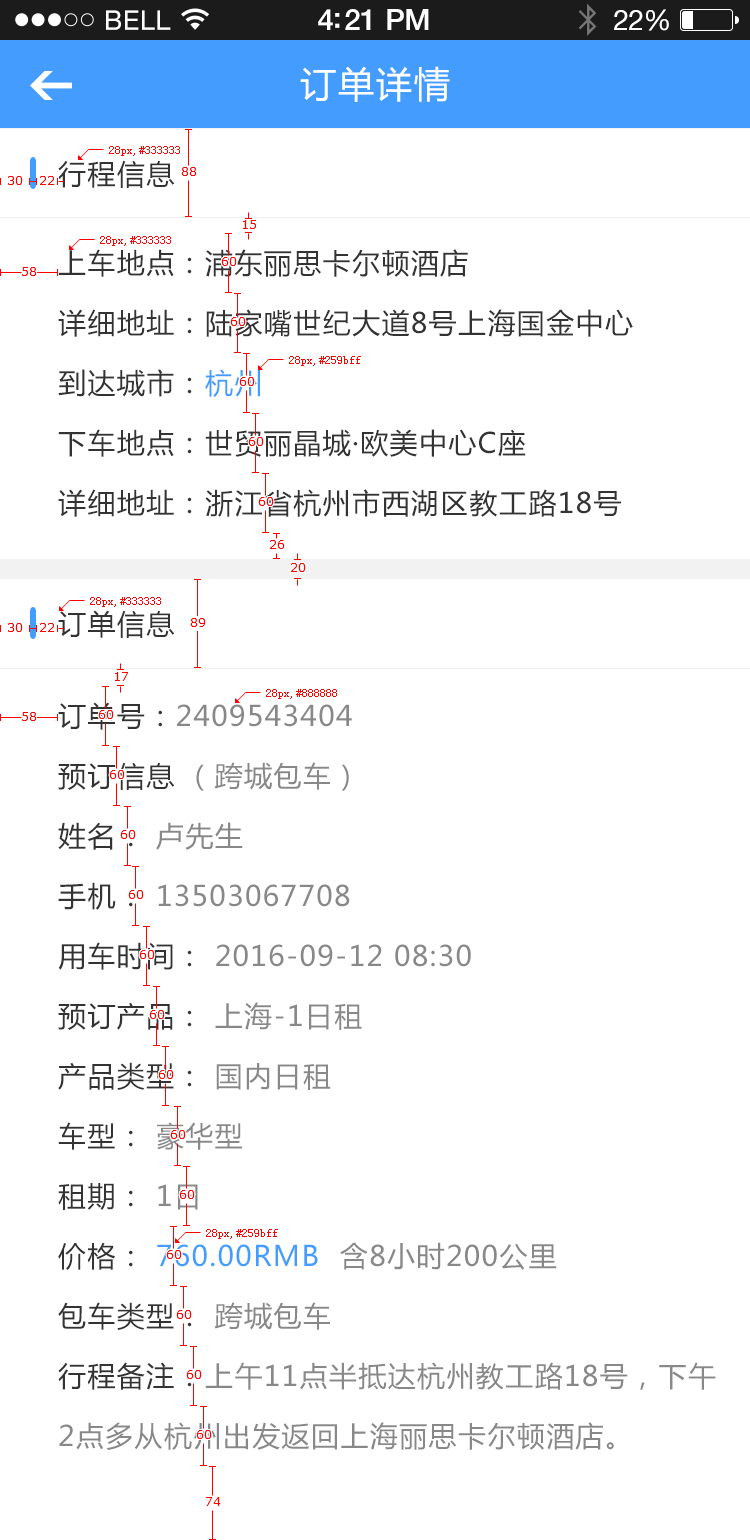 BELL 4:21 PM 22%
订单详情
28px, #333333
30 22 行程信息 88
15
28px, #333333
58 上车地点：浦东丽思卡尔顿酒店 60
详细地址：陆家嘴世纪大道8号上海国金中心 60
28px, #259bff
到达城市：杭州 60
下车地点：世贸丽晶城·欧美中心C座 60
详细地址：浙江省杭州市西湖区教工路18号 60
26
20
28px, #333333
30 22 订单信息 89
17
28px, #888888
58 订单号：2409543404 60
预订信息（跨城包车） 60
姓名： 卢先生 60
手机： 13503067708 60
用车时间： 2016-09-12 08:30 60
预订产品： 上海-1日租 60
产品类型： 国内日租 60
车型： 豪华型 60
租期： 1日 60
28px, #259bff
价格： 760.00RMB 含8小时200公里 60
包车类型： 跨城包车 60
行程备注：上午11点半抵达杭州教工路18号，下午 60
2点多从杭州出发返回上海丽思卡尔顿酒店。 60
74